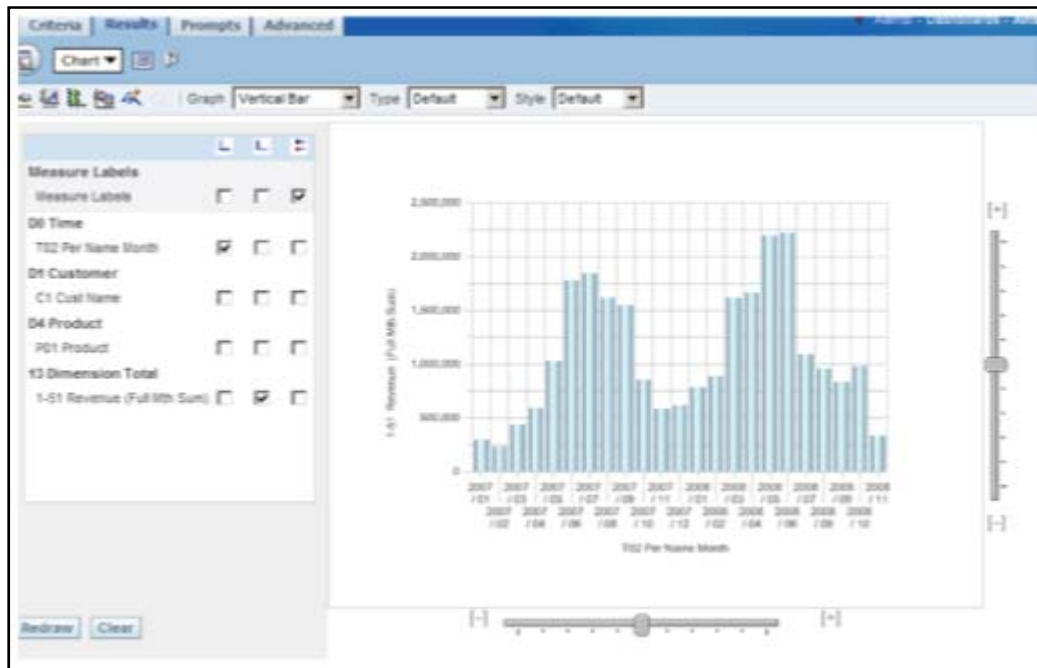 Criteria Results Prompts Advanced
Admin - Dashboards -
Chart
Graph Vertical Bar Type Default Style Default
Measure Labels
Measure Labels
D0 Time
T02 Per Name Month
D1 Customer
C1 Cust Name
D4 Product
P01 Product
13 Dimension Total
1-51 Revenue (Full Mth Sum)
Redraw Clear
1-51 Revenue (Full Mth Sum)
2,500,000
2,000,000
1,500,000
1,000,000
500,000
0
2007 2007 2007 2007 2007 2007 2008 2008 2008 2008 2008 2008
/ 01 / 03 / 05 / 07 / 09 / 11 / 01 / 03 / 05 / 07 / 09 / 11
2007 2007 2007 2007 2007 2007 2008 2008 2008 2008 2008
/ 02 / 04 / 06 / 08 / 10 / 12 / 02 / 04 / 06 / 08 / 10
T02 Per Name Month
[+]
[-]
[-] [+]